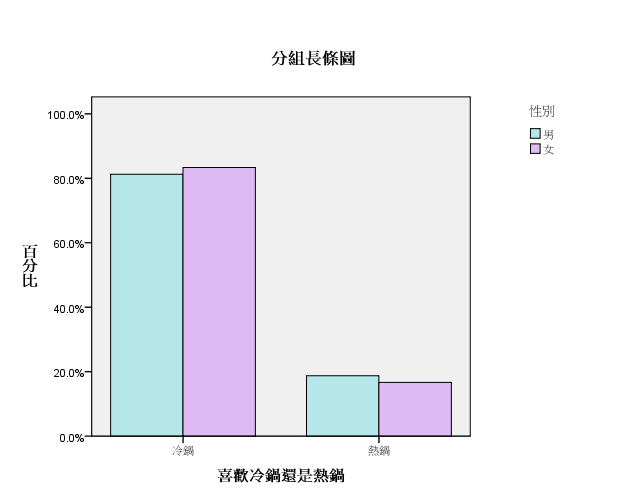 分組長條圖
100.0%
80.0%
60.0%
40.0%
20.0%
0.0%
百分比
冷鍋
熱鍋
喜歡冷鍋還是熱鍋
性別
男
女